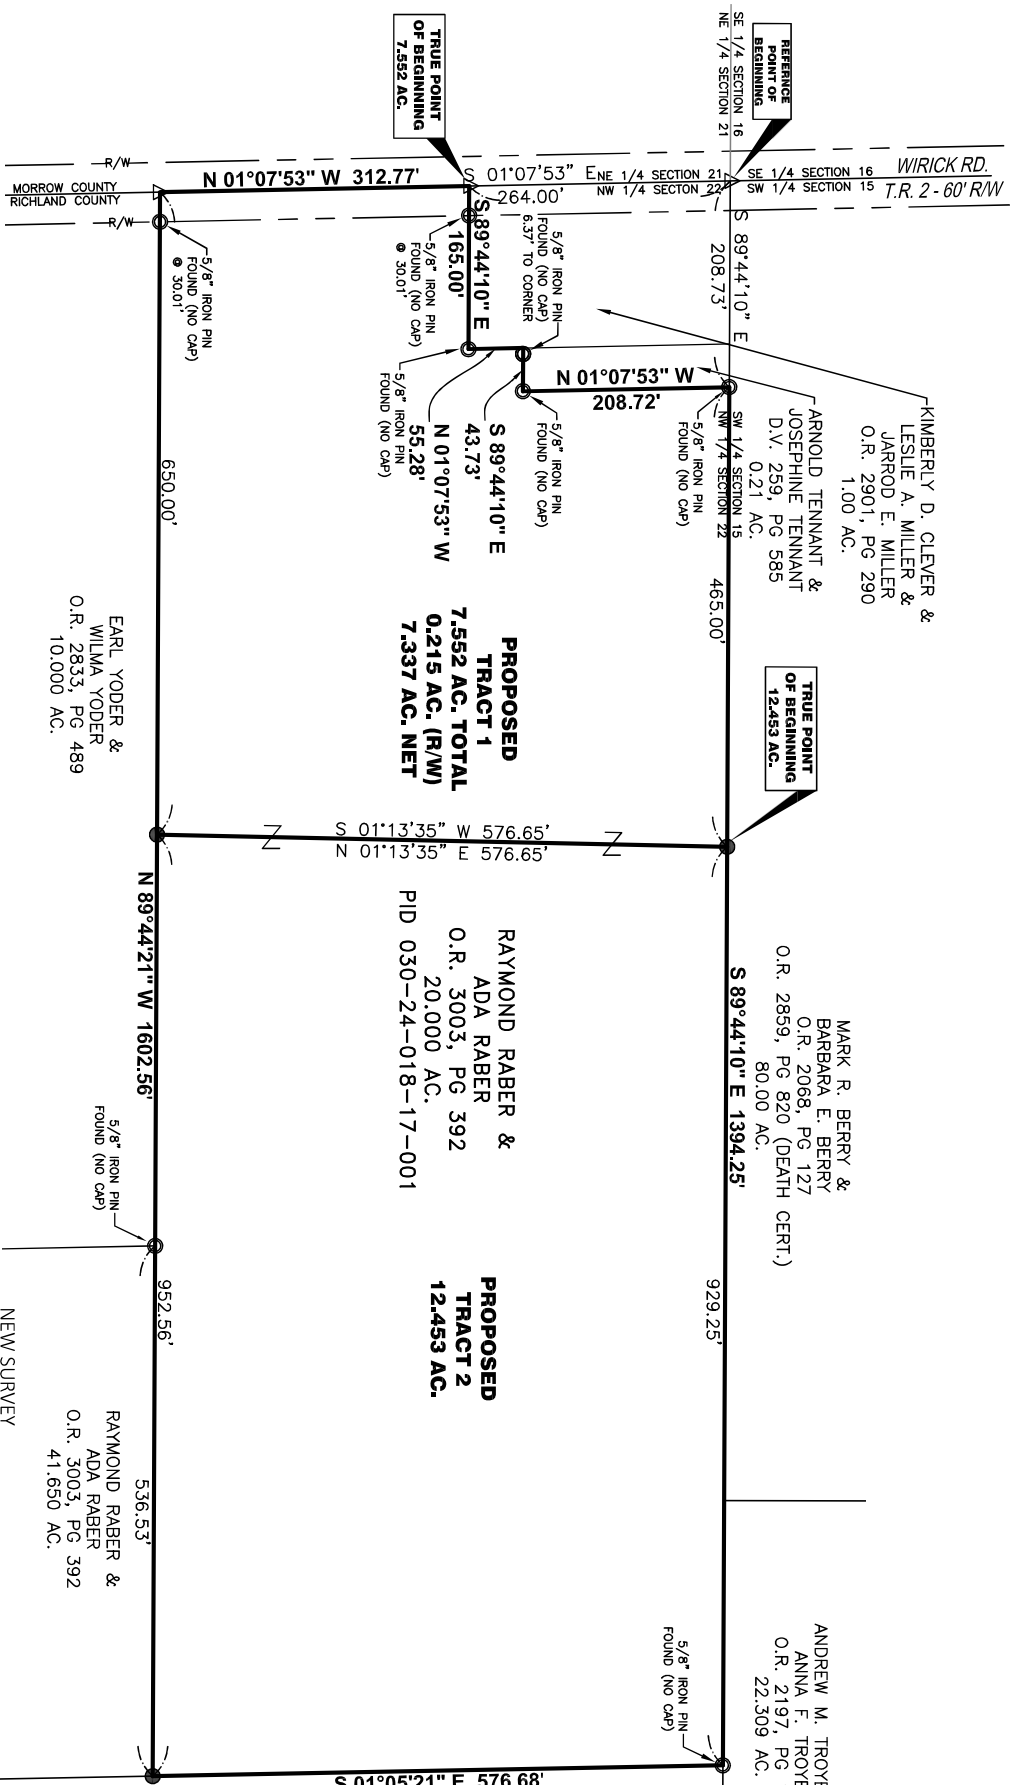 SE 1/4 SECTION 16
NE 1/4 SECTION 21
REFERNCE
POINT OF
BEGINNING
WIRICK RD.
T.R. 2 - 60' R/W
SE 1/4 SECTION 16
SW 1/4 SECTION 15
NE 1/4 SECTION 21
NW 1/4 SECTON 22
S 01°07'53" E
264.00'
TRUE POINT
OF BEGINNING
7.552 AC.
R/W
N 01°07'53" W 312.77'
MORROW COUNTY
RICHLAND COUNTY
R/W
5/8" IRON PIN
FOUND (NO CAP)
@ 30.01'
S 89°44'10" E
165.00'
5/8" IRON PIN
FOUND (NO CAP)
@ 30.01'
5/8" IRON PIN
FOUND (NO CAP)
6.37' TO CORNER
S 89°44'10" E
208.73'
N 01°07'53" W
208.72'
KIMBERLY D. CLEVER &
LESLIE A. MILLER &
JARROD E. MILLER
O.R. 2901, PG 290
1.00 AC.
ARNOLD TENNANT &
JOSEPHINE TENNANT
D.V. 259, PG 585
0.21 AC.
SW 1/4 SECTION 15
NW 1/4 SECTION 22
5/8" IRON PIN
FOUND (NO CAP)
5/8" IRON PIN
FOUND (NO CAP)
S 89°44'10" E
43.73'
N 01°07'53" W
55.28'
5/8" IRON PIN
FOUND (NO CAP)
650.00'
465.00'
EARL YODER &
WILMA YODER
O.R. 2833, PG 489
10.000 AC.
PROPOSED
TRACT 1
7.552 AC. TOTAL
0.215 AC. (R/W)
7.337 AC. NET
TRUE POINT
OF BEGINNING
12.453 AC.
S 01°13'35" W 576.65'
N 01°13'35" E 576.65'
MARK R. BERRY &
BARBARA E. BERRY
O.R. 2068, PG 127
O.R. 2859, PG 820 (DEATH CERT.)
80.00 AC.
S 89°44'10" E 1394.25'
RAYMOND RABER &
ADA RABER
O.R. 3003, PG 392
20.000 AC.
PID 030-24-018-17-001
N 89°44'21" W 1602.56'
5/8" IRON PIN
FOUND (NO CAP)
929.25'
PROPOSED
TRACT 2
12.453 AC.
952.56'
NEW SURVEY
536.53'
RAYMOND RABER &
ADA RABER
O.R. 3003, PG 392
41.650 AC.
ANDREW M. TROYE
ANNA F. TROYE
O.R. 2197, PG
22.309 AC.
5/8" IRON PIN
FOUND (NO CAP)
S 01°05'21" E 576.68'